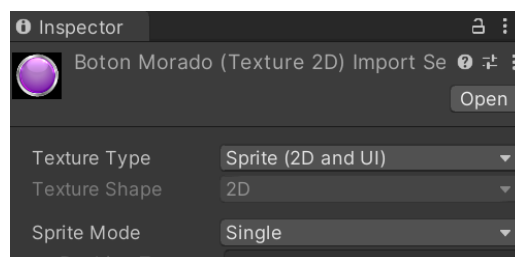 Inspector
Boton Morado (Texture 2D) Import Se
Open
Texture Type Sprite (2D and UI)
Texture Shape 2D
Sprite Mode Single